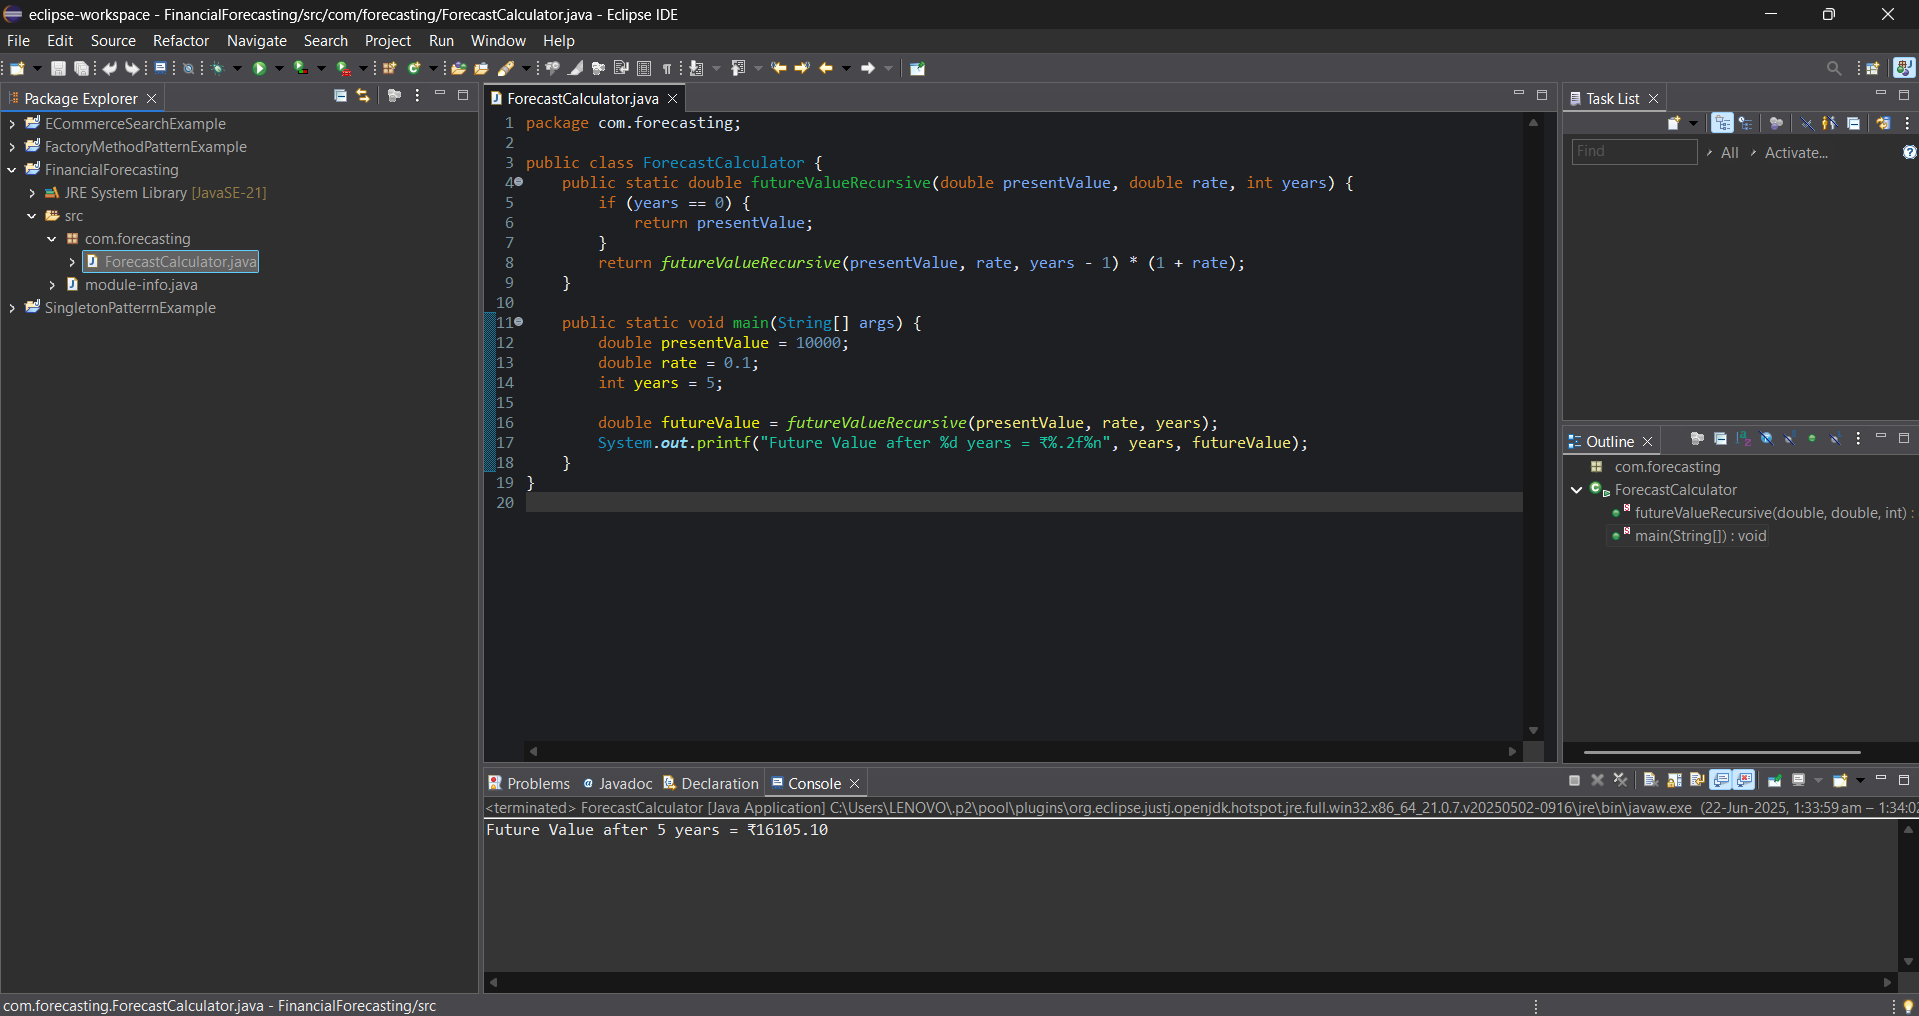 eclipse-workspace - FinancialForecasting/src/com/forecasting/ForecastCalculator.java - Eclipse IDE
File Edit Source Refactor Navigate Search Project Run Window Help
Package Explorer
ECommerceSearchExample
FactoryMethodPatternExample
FinancialForecasting
JRE System Library [JavaSE-21]
src
com.forecasting
ForecastCalculator.java
module-info.java
SingletonPatterrnExample
ForecastCalculator.java
1 package com.forecasting;
2
3 public class ForecastCalculator {
4 public static double futureValueRecursive(double presentValue, double rate, int years) {
5 if (years == 0) {
6 return presentValue;
7 }
8 return futureValueRecursive(presentValue, rate, years - 1) * (1 + rate);
9 }
10
11 public static void main(String[] args) {
12 double presentValue = 10000;
13 double rate = 0.1;
14 int years = 5;
15
16 double futureValue = futureValueRecursive(presentValue, rate, years);
17 System.out.printf("Future Value after %d years = ₹%.2f%n", years, futureValue);
18 }
19 }
20
Task List
Find All Activate...
Outline
com.forecasting
ForecastCalculator
futureValueRecursive(double, double, int) :
main(String[]) : void
Problems Javadoc Declaration Console
<terminated> ForecastCalculator [Java Application] C:\Users\LENOVO\.p2\pool\plugins\org.eclipse.justj.openjdk.hotspot.jre.full.win32.x86_64_21.0.7.v20250502-0916\jre\bin\javaw.exe (22-Jun-2025, 1:33:59 am – 1:34:02
Future Value after 5 years = ₹16105.10
com.forecasting.ForecastCalculator.java - FinancialForecasting/src